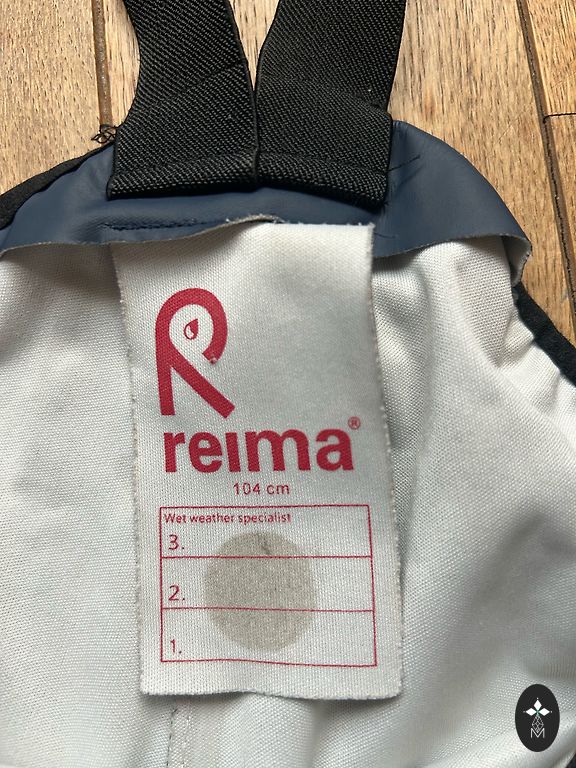 reima®
104 cm
Wet weather specialist
3.
2.
1.